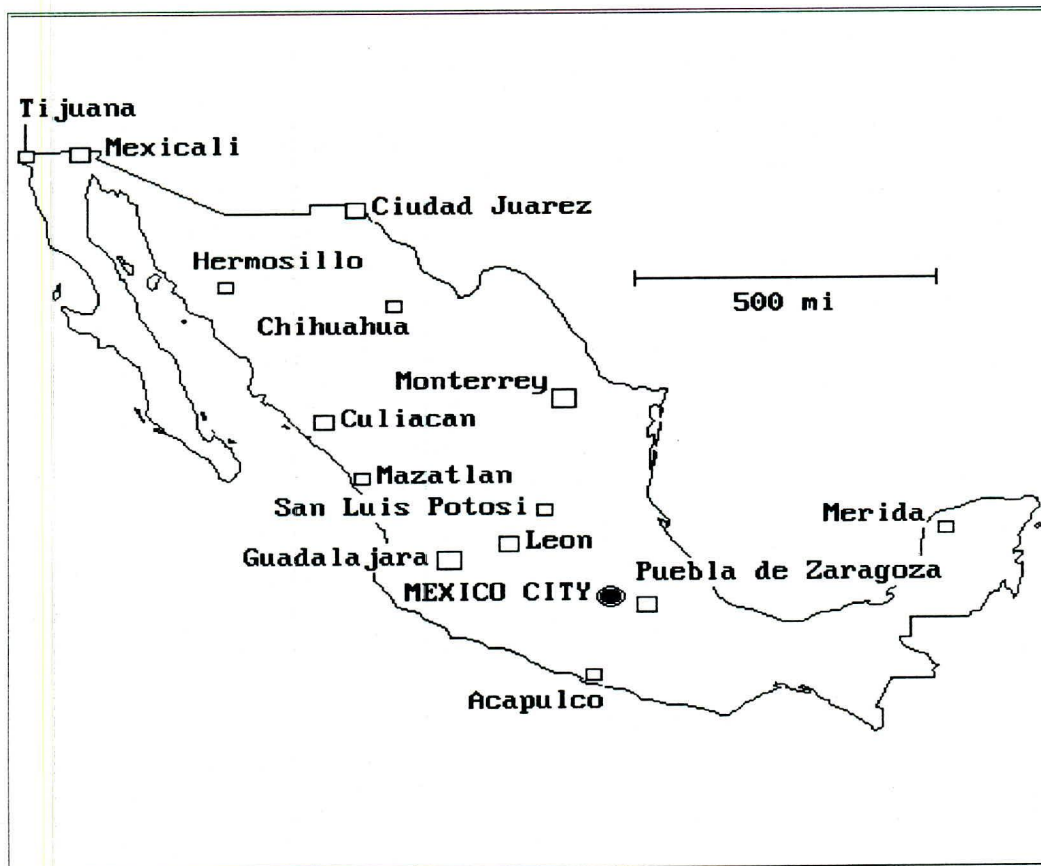 Tijuana
Mexicali
Ciudad Juarez
Hermosillo
500 mi
Chihuahua
Monterrey
Culiacan
Mazatlan
San Luis Potosi
Merida
Leon
Guadalajara
Puebla de Zaragoza
MEXICO CITY
Acapulco